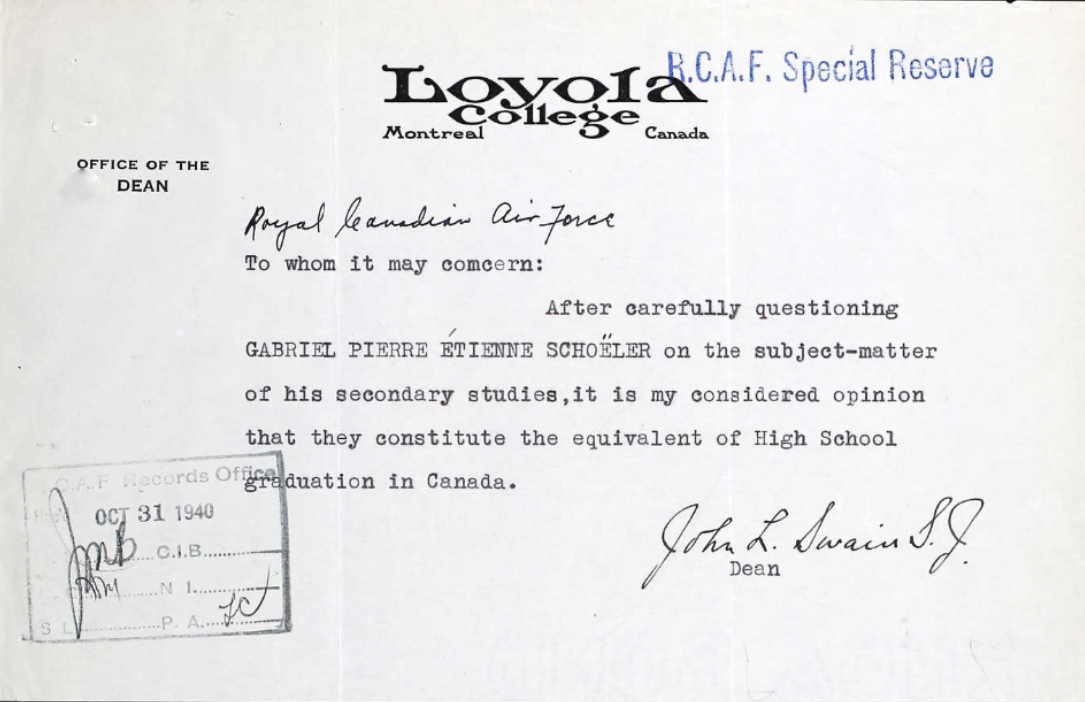 R.C.A.F. Special Reserve
Loyola
College
Montreal Canada
OFFICE OF THE
DEAN
Royal Canadian Air Force
To whom it may comcern:
After carefully questioning
GABRIEL PIERRE ÉTIENNE SCHOËLER on the subject-matter
of his secondary studies,it is my considered opinion
that they constitute the equivalent of High School
graduation in Canada.
C.A.F Records Office
OCT 31 1940
C.I.B.
N I.
S L P. A.
John L. Swain S.J.
Dean